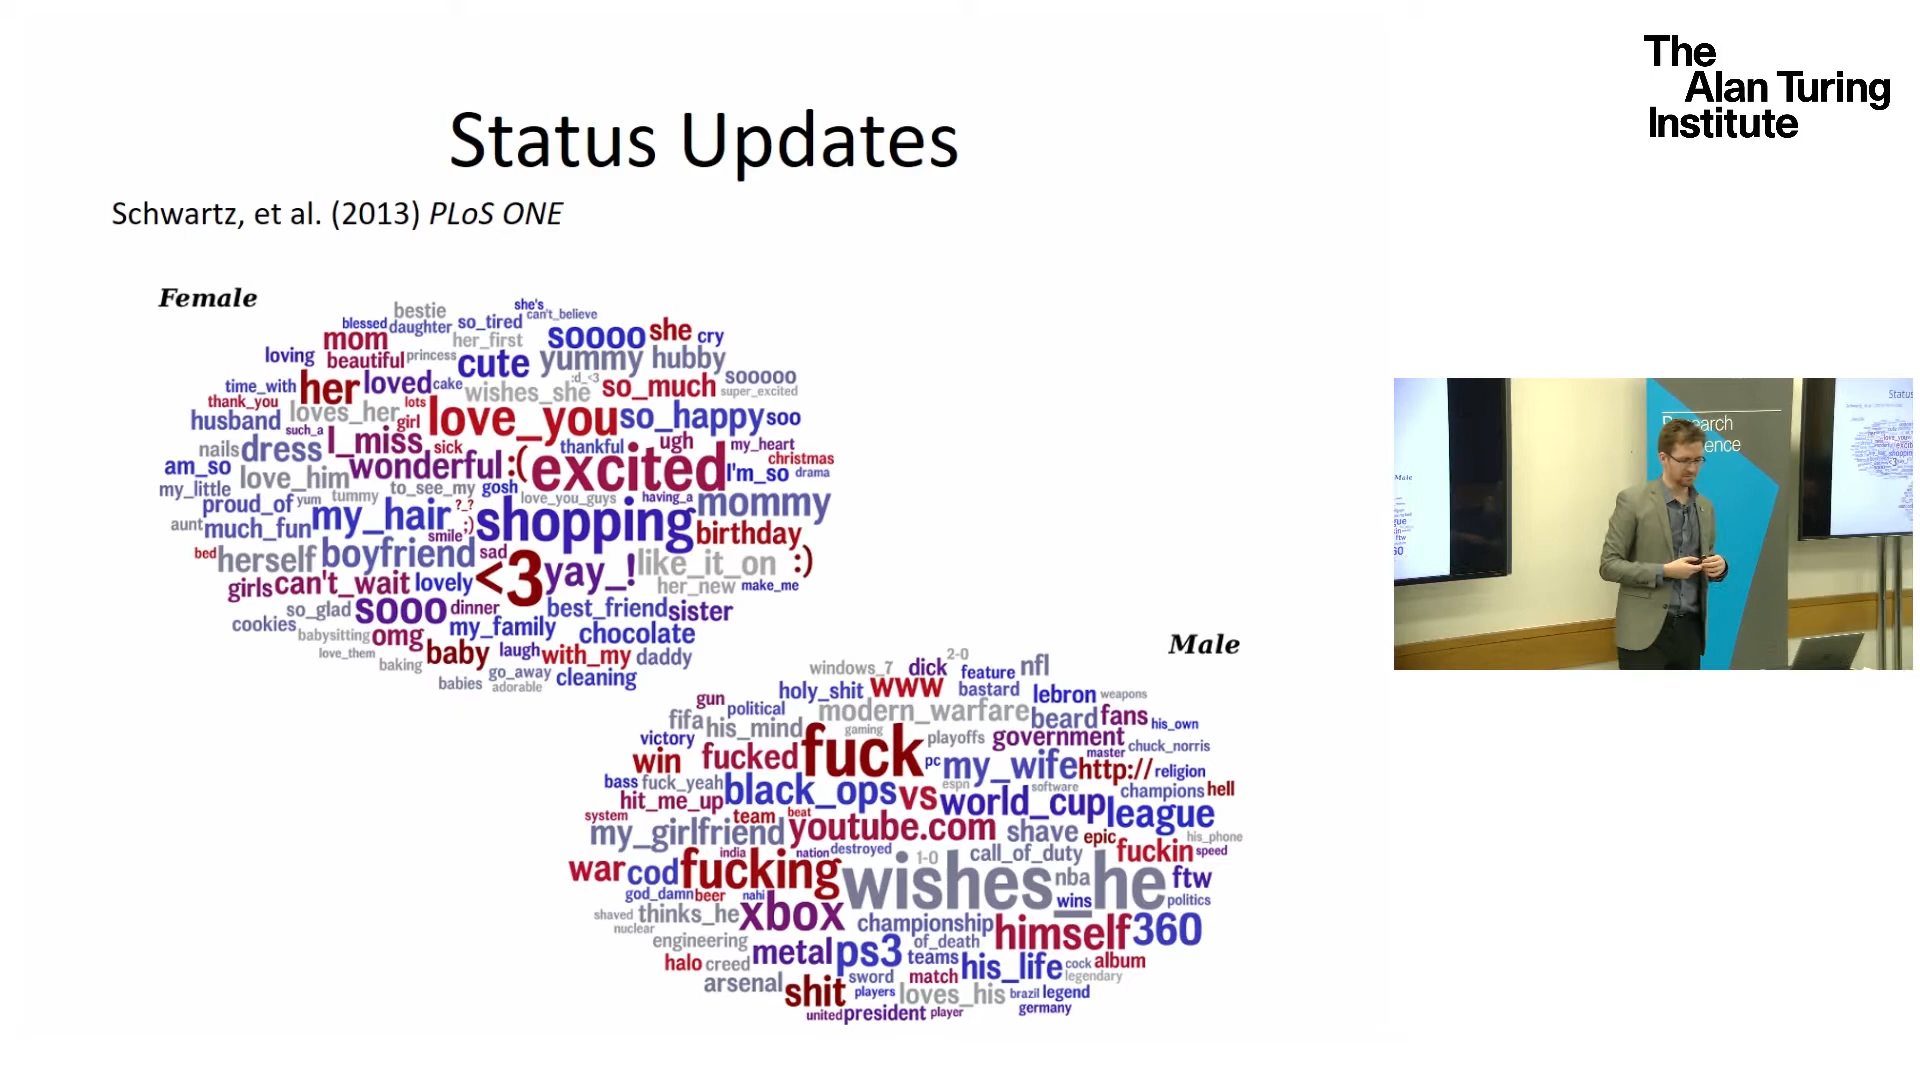 The
Alan Turing
Institute
Status Updates
Schwartz, et al. (2013) PLoS ONE
Female
bestie she's can't_believe
blessed daughter so_tired soooo she cry
mom her_first
loving beautiful princess cute yummy hubby
time_with her loved cake wishes_she :d_<3 so_much sooooo super_excited
thank_you lots
husband loves_her girl love_you so_happy soo
such_a
nails dress I_miss sick thankful ugh my_heart
christmas
am_so love_him wonderful :( excited I'm_so drama
my_little to_see_my gosh love_you_guys having_a mommy
proud_of yum tummy
aunt much_fun my_hair ?_? smile ;) shopping birthday
bed herself boyfriend sad <3 yay_! like_it_on :)
girls can't_wait lovely her_new make_me
so_glad sooo dinner best_friend sister
cookies babysitting omg my_family chocolate
love_them baking baby laugh with_my daddy
babies go_away adorable cleaning
Male
windows_7 dick 2-0 feature nfl
holy_shit www bastard lebron weapons
gun political modern_warfare beard fans his_own
fifa his_mind gaming
victory fuck playoffs government chuck_norris
win fucked pc my_wife master http:// religion
bass fuck_yeah black_ops vs espn software champions hell
hit_me_up world_cup league
system team beat
my_girlfriend youtube.com shave epic his_phone
india nation destroyed 1-0 call_of_duty fuckin speed
war cod fucking wishes_he nba ftw
god_damn beer nahi wins politics
shaved thinks_he xbox championship himself 360
nuclear
engineering metal ps3 of_death
halo creed teams his_life cock album
arsenal shit sword match legendary
players loves_his brazil legend
united president player germany
Male
Status